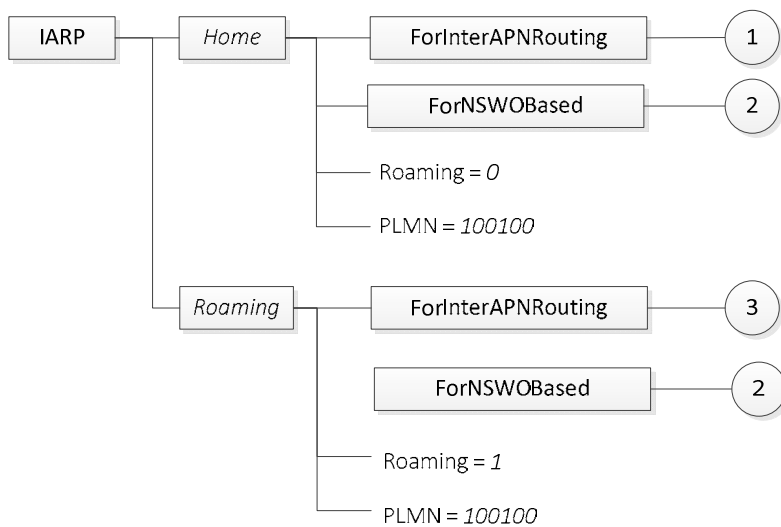 IARP
Home
ForInterAPNRouting
1
ForNSWOBased
2
Roaming = 0
PLMN = 100100
Roaming
ForInterAPNRouting
3
ForNSWOBased
2
Roaming = 1
PLMN = 100100